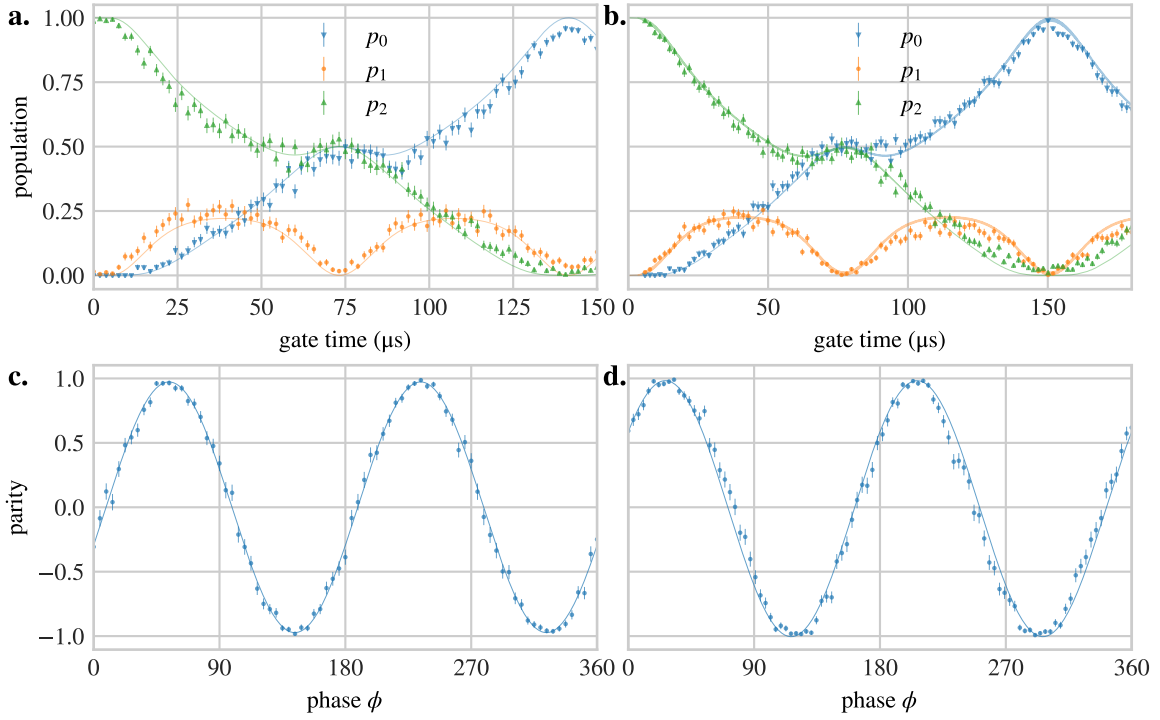 a.
population
1.00
0.75
0.50
0.25
0.00
p0
p1
p2
0 25 50 75 100 125 150
gate time (µs)
b.
p0
p1
p2
0 50 100 150
gate time (µs)
c.
parity
1.0
0.5
0.0
−0.5
−1.0
0 90 180 270 360
phase ϕ
d.
0 90 180 270 360
phase ϕ